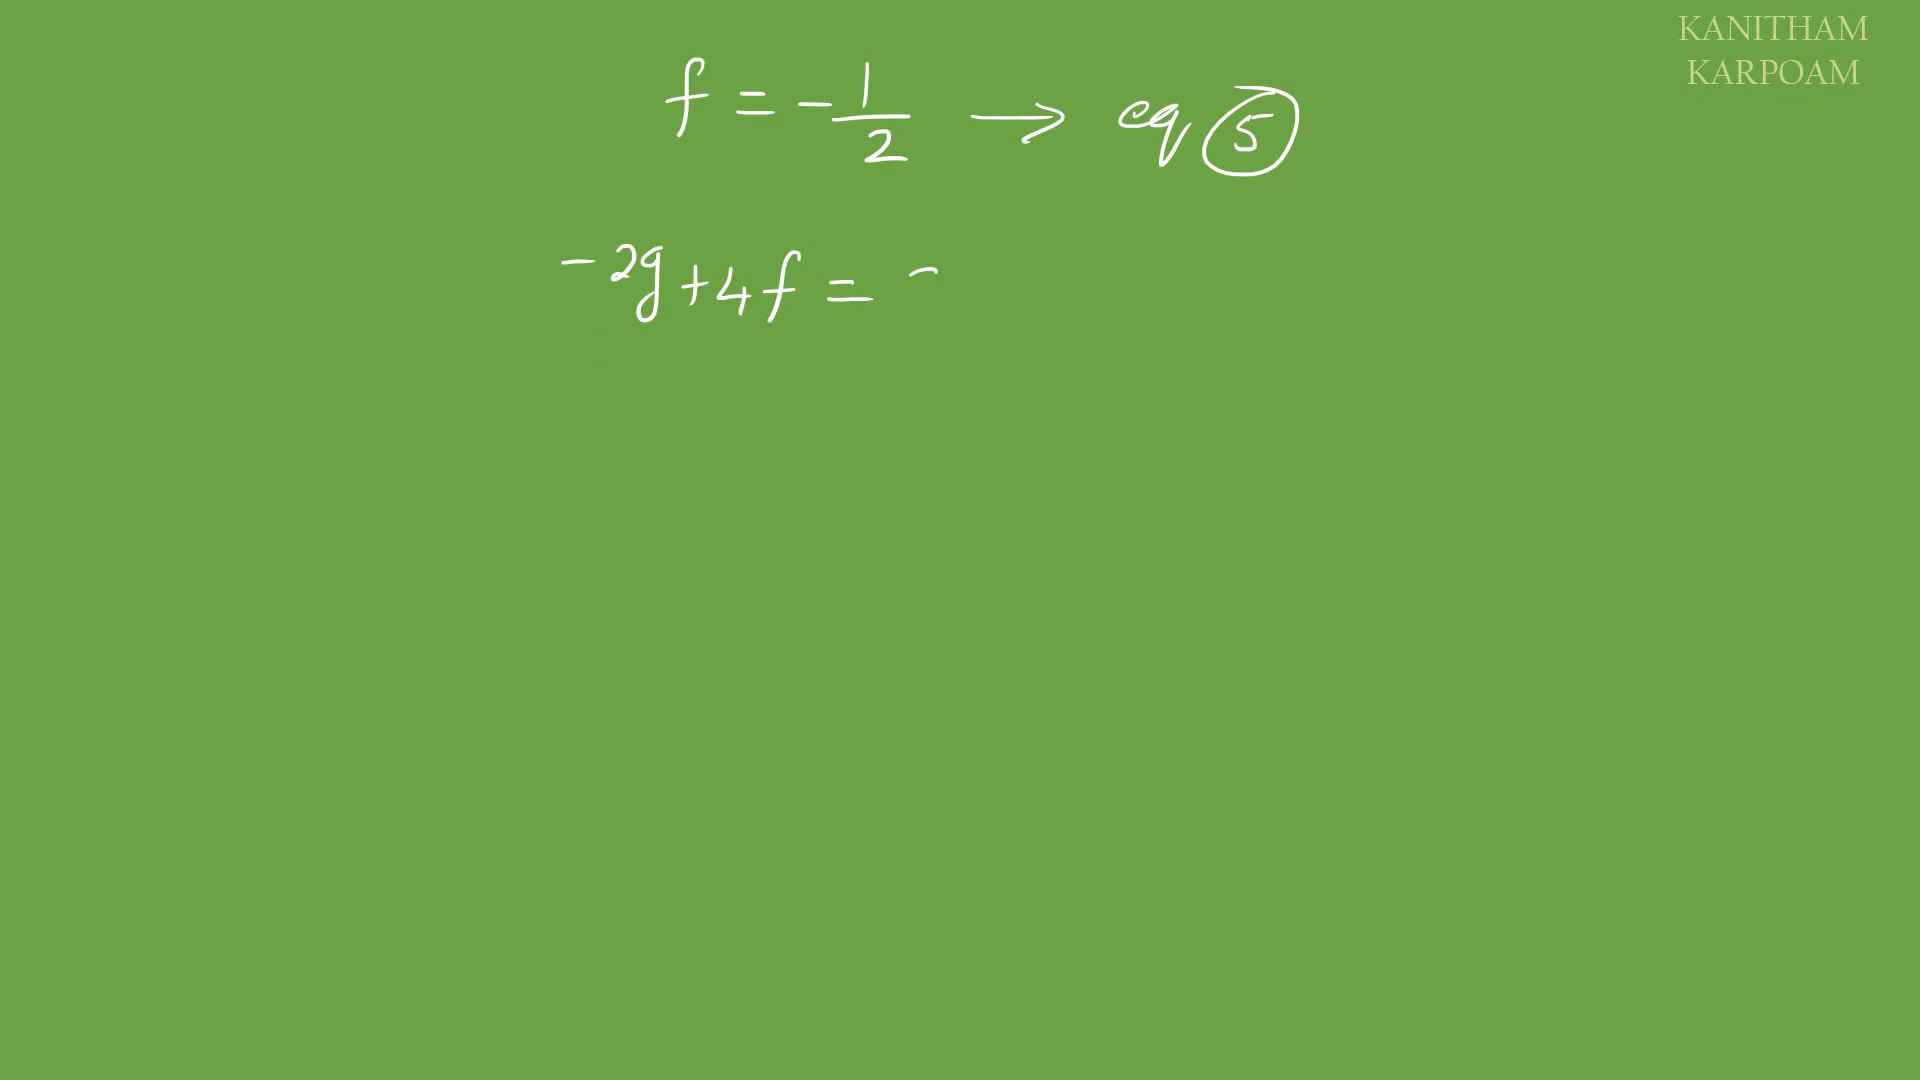 KANITHAM
KARPOAM
f = -1/2 → eq 5
-2g+4f = -